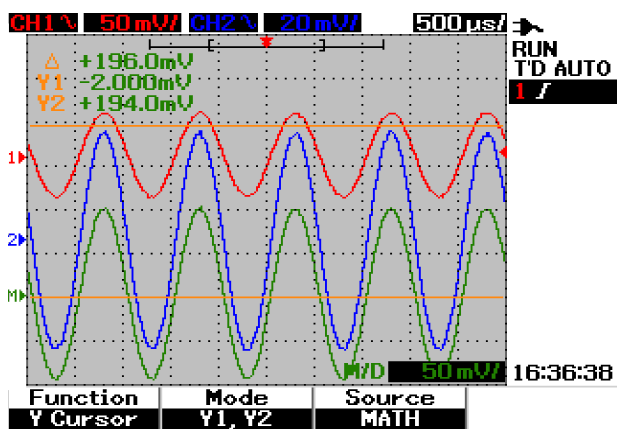 CH1 ∿ 50 mV/ CH2 ∿ 20 mV/ 500 µs/
RUN
T'D AUTO
1
Δ +196.0mV
Y1 -2.000mV
Y2 +194.0mV
1
2
M
M/D 50 mV/
16:36:38
Function Mode Source
Y Cursor Y1, Y2 MATH